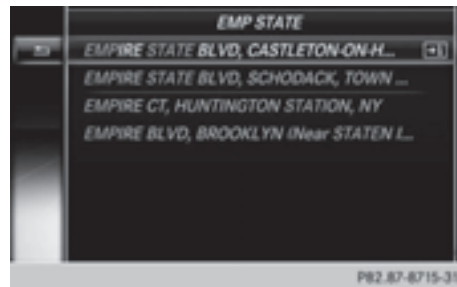 EMP STATE
EMPIRE STATE BLVD, CASTLETON-ON-H...
EMPIRE STATE BLVD, SCHODACK, TOWN ...
EMPIRE CT, HUNTINGTON STATION, NY
EMPIRE BLVD, BROOKLYN (Near STATEN I...
P82.87-8715-31